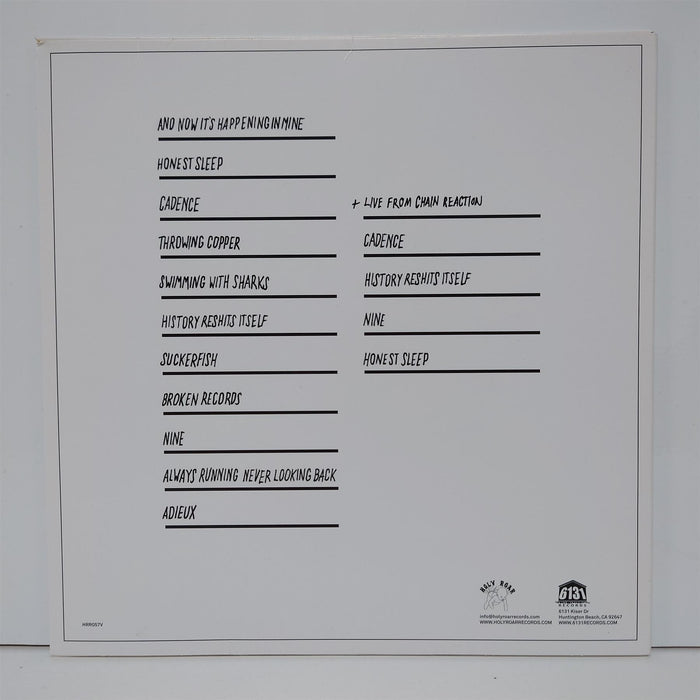 AND NOW IT'S HAPPENING IN MINE
HONEST SLEEP
CADENCE
THROWING COPPER
SWIMMING WITH SHARKS
HISTORY RESHITS ITSELF
SUCKERFISH
BROKEN RECORDS
NINE
ALWAYS RUNNING NEVER LOOKING BACK
ADIEUX
+ LIVE FROM CHAIN REACTION
CADENCE
HISTORY RESHITS ITSELF
NINE
HONEST SLEEP
HRR057V
HOLY ROAR
info@holyroarrecords.com
WWW.HOLYROARRECORDS.COM
6131
RECORDS
6131 Kiser Dr
Huntington Beach, CA 92647
WWW.6131RECORDS.COM